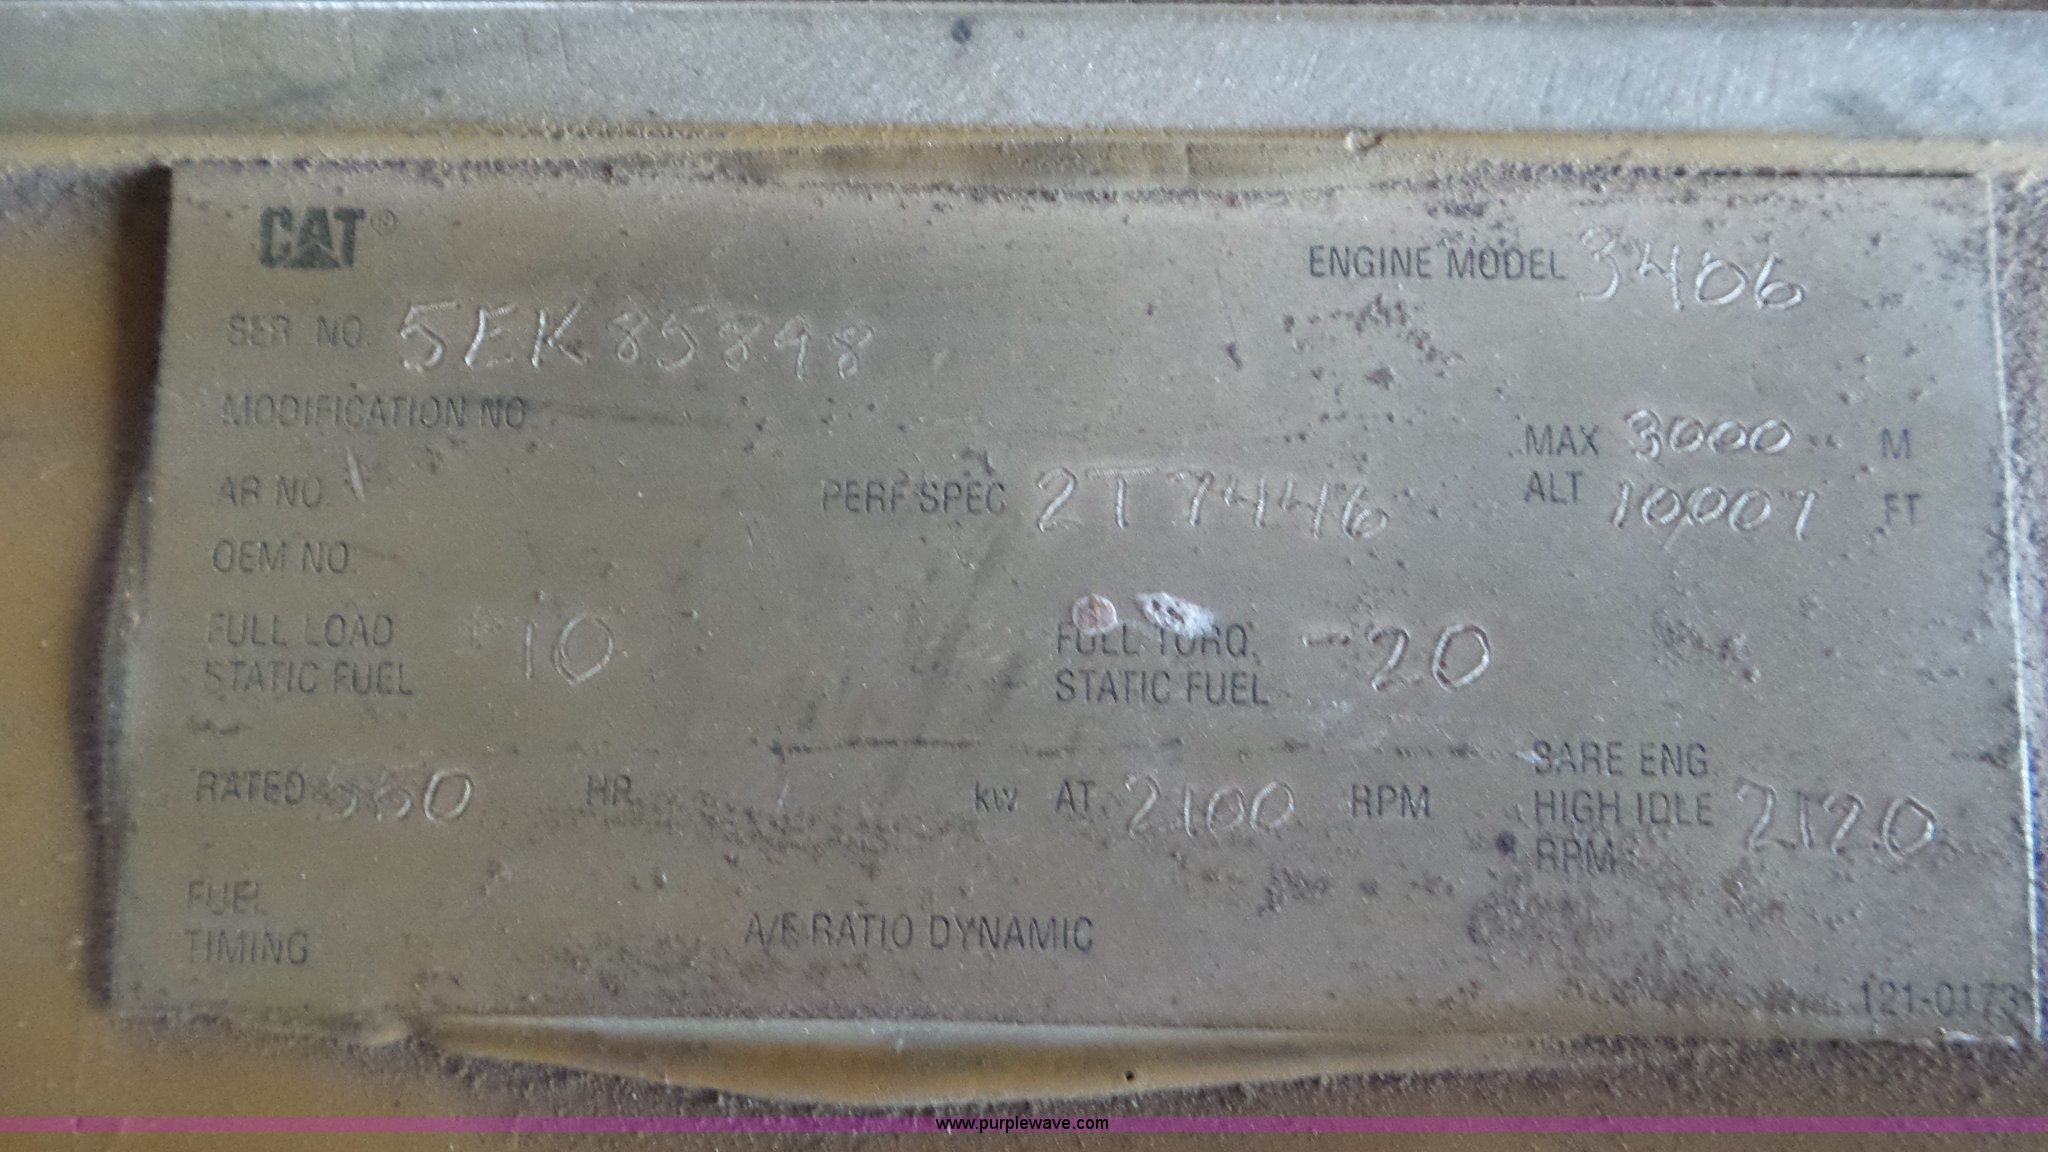 CAT®
ENGINE MODEL 3406
SER NO. 5EK85898
MODIFICATION NO
MAX ALT 3000 M
10007 FT
AR NO.
PERF SPEC 2T7446
OEM NO
FULL LOAD STATIC FUEL 10
FULL TORQ. STATIC FUEL -20
RATED 550 HP kW AT 2100 RPM
BARE ENG. HIGH IDLE RPM 2120
FUEL TIMING
A/F RATIO DYNAMIC
121-0173
www.purplewave.com